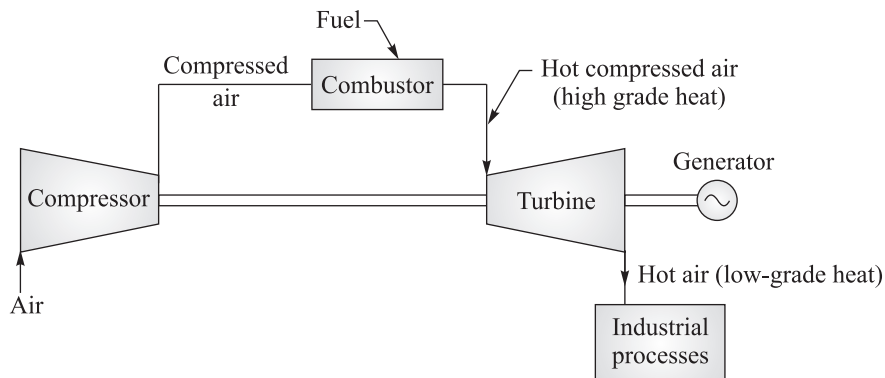 Fuel
Compressed
air
Combustor
Hot compressed air
(high grade heat)
Compressor
Turbine
Generator
Air
Hot air (low-grade heat)
Industrial
processes